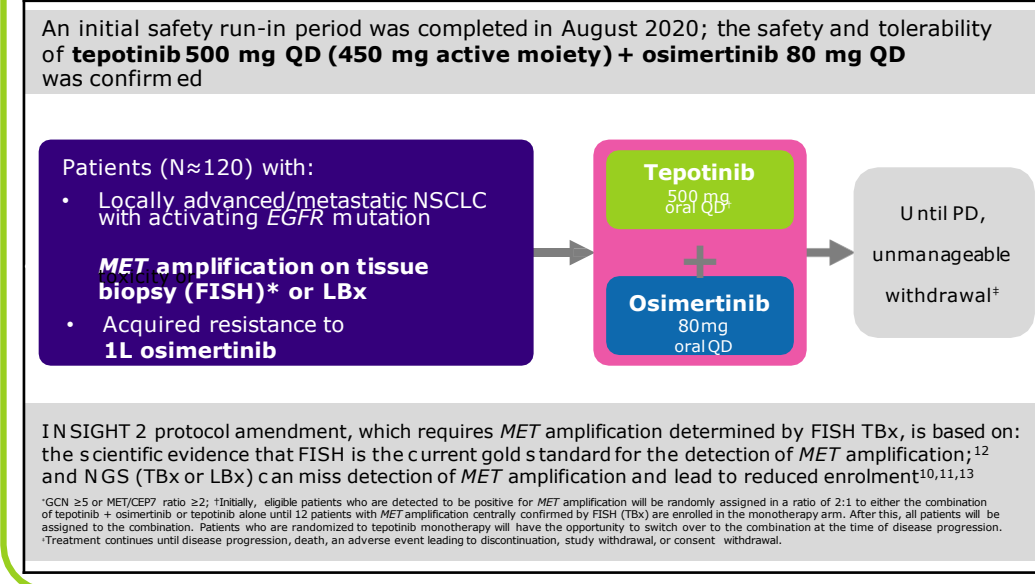 An initial safety run-in period was completed in August 2020; the safety and tolerability
of tepotinib 500 mg QD (450 mg active moiety) + osimertinib 80 mg QD
was confirmed
Patients (N≈120) with:
• Locally advanced/metastatic NSCLC
with activating EGFR mutation
MET amplification on tissue
toxicity or
biopsy (FISH)* or LBx
• Acquired resistance to
1L osimertinib
Tepotinib
500 mg
oral QD†
+
Osimertinib
80mg
oral QD
Until PD,
unmanageable
withdrawal‡
INSIGHT 2 protocol amendment, which requires MET amplification determined by FISH TBx, is based on:
the scientific evidence that FISH is the current gold standard for the detection of MET amplification;12
and NGS (TBx or LBx) can miss detection of MET amplification and lead to reduced enrolment10,11,13
*GCN ≥5 or MET/CEP7 ratio ≥2; †Initially, eligible patients who are detected to be positive for MET amplification will be randomly assigned in a ratio of 2:1 to either the combination
of tepotinib + osimertinib or tepotinib alone until 12 patients with MET amplification centrally confirmed by FISH (TBx) are enrolled in the monotherapy arm. After this, all patients will be
assigned to the combination. Patients who are randomized to tepotinib monotherapy will have the opportunity to switch over to the combination at the time of disease progression.
‡Treatment continues until disease progression, death, an adverse event leading to discontinuation, study withdrawal, or consent withdrawal.